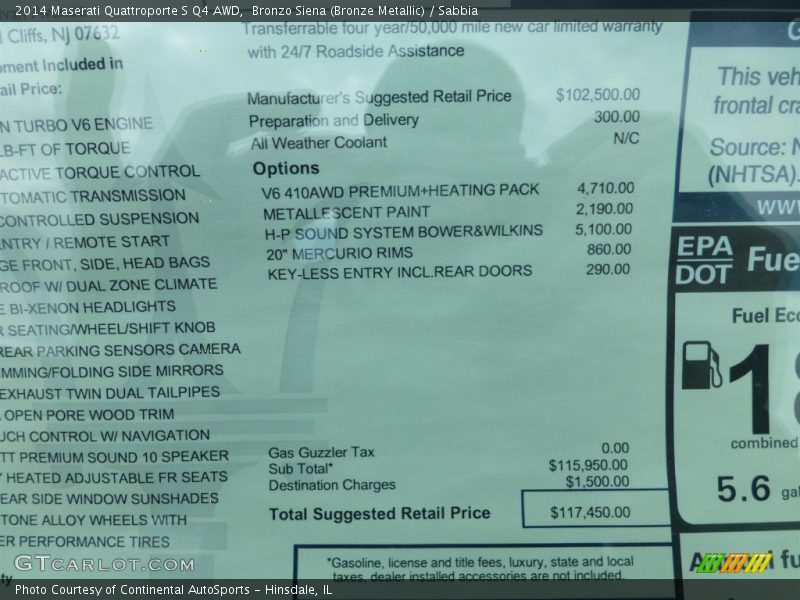 2014 Maserati Quattroporte S Q4 AWD, Bronzo Siena (Bronze Metallic) / Sabbia
Cliffs, NJ 07632
pment Included in
ail Price:
N TURBO V6 ENGINE
LB-FT OF TORQUE
ACTIVE TORQUE CONTROL
TOMATIC TRANSMISSION
CONTROLLED SUSPENSION
ENTRY / REMOTE START
GE FRONT, SIDE, HEAD BAGS
ROOF W/ DUAL ZONE CLIMATE
E BI-XENON HEADLIGHTS
R SEATING/WHEEL/SHIFT KNOB
REAR PARKING SENSORS CAMERA
MMING/FOLDING SIDE MIRRORS
EXHAUST TWIN DUAL TAILPIPES
OPEN PORE WOOD TRIM
UCH CONTROL W/ NAVIGATION
TT PREMIUM SOUND 10 SPEAKER
Y HEATED ADJUSTABLE FR SEATS
EAR SIDE WINDOW SUNSHADES
TONE ALLOY WHEELS WITH
ER PERFORMANCE TIRES
Transferrable four year/50,000 mile new car limited warranty
with 24/7 Roadside Assistance
Manufacturer's Suggested Retail Price $102,500.00
Preparation and Delivery 300.00
All Weather Coolant N/C
Options
V6 410AWD PREMIUM+HEATING PACK 4,710.00
METALLESCENT PAINT 2,190.00
H-P SOUND SYSTEM BOWER&WILKINS 5,100.00
20" MERCURIO RIMS 860.00
KEY-LESS ENTRY INCL.REAR DOORS 290.00
Gas Guzzler Tax 0.00
Sub Total* $115,950.00
Destination Charges $1,500.00
Total Suggested Retail Price $117,450.00
*Gasoline, license and title fees, luxury, state and local
taxes, dealer installed accessories are not included.
This veh
frontal cra
Source: N
(NHTSA).
www
EPA
DOT Fue
Fuel Eco
18
combined
5.6 gal
fu
GTcarlot.com
Photo Courtesy of Continental AutoSports – Hinsdale, IL